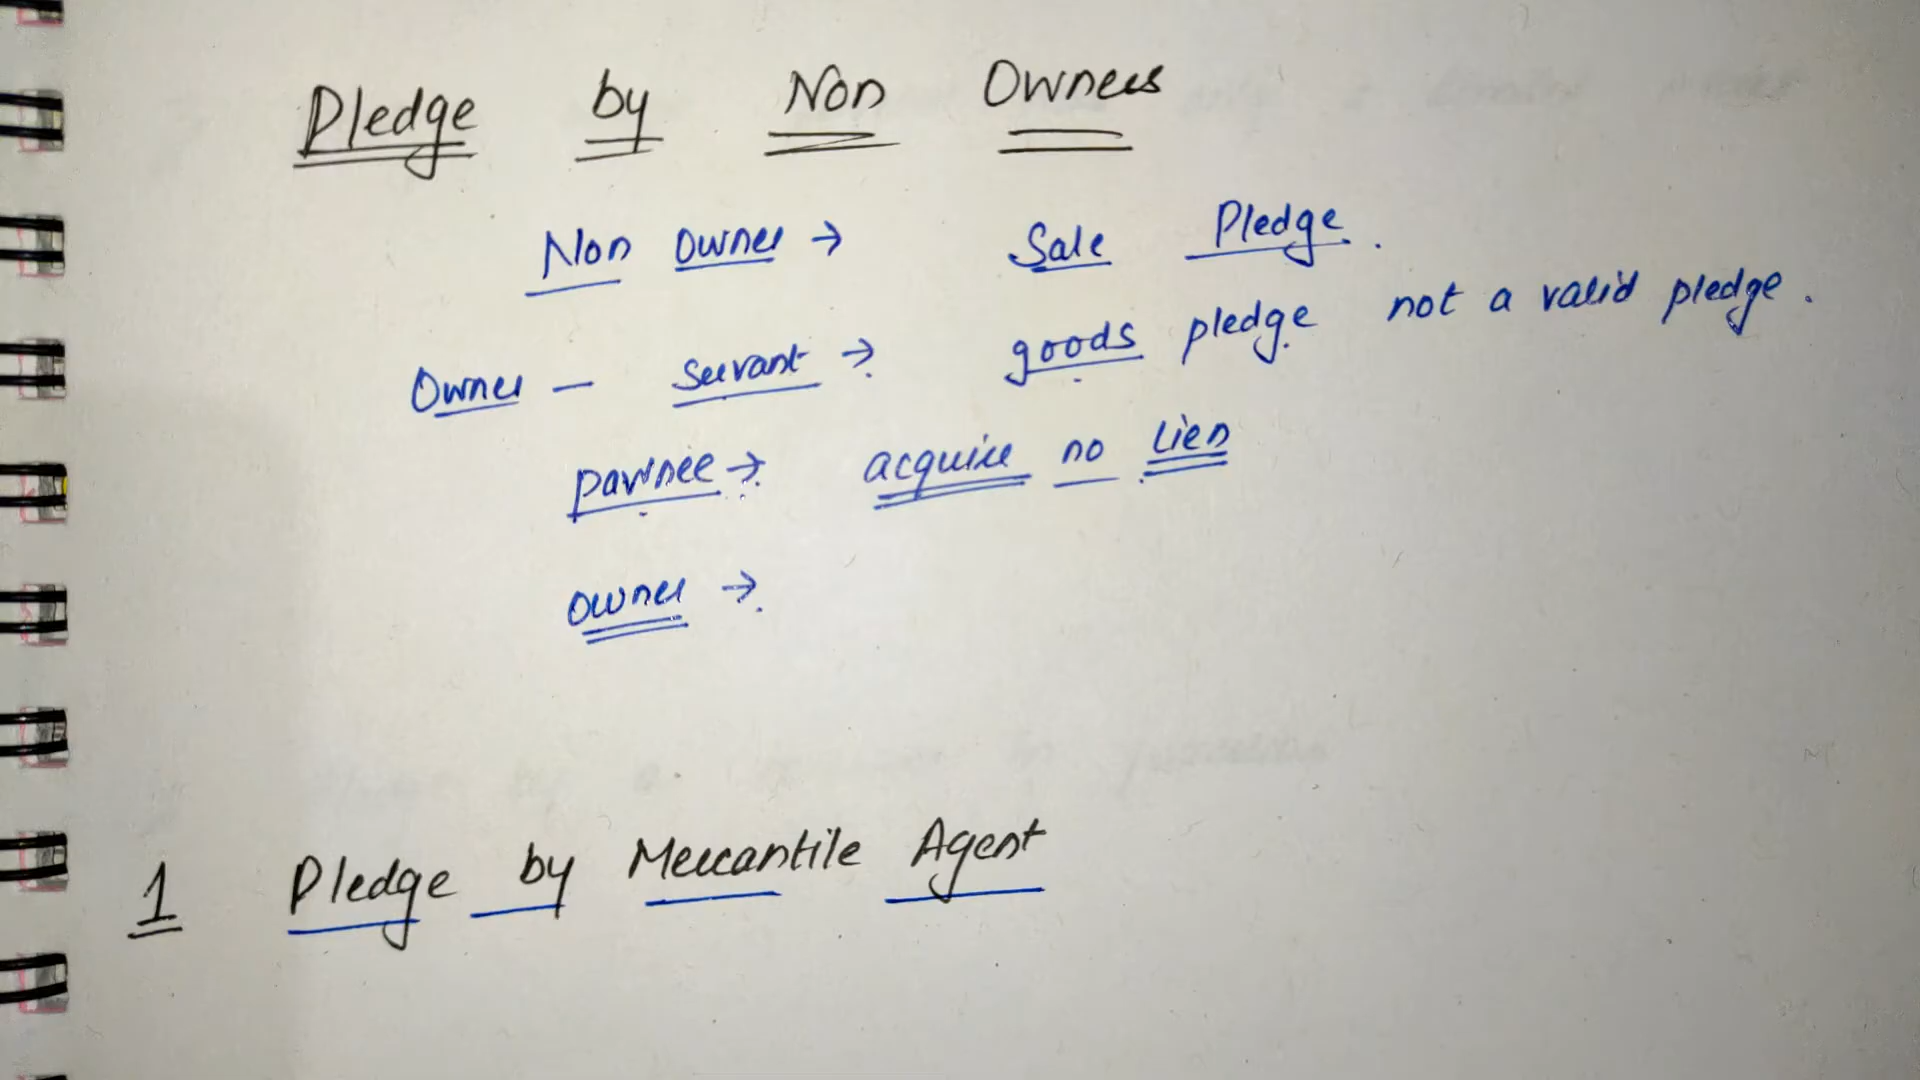 Pledge by Non Owners
Non owner → Sale Pledge.
Owner — servant → goods pledge not a valid pledge.
pawnee → acquire no lien
owner →
1 Pledge by Mercantile Agent